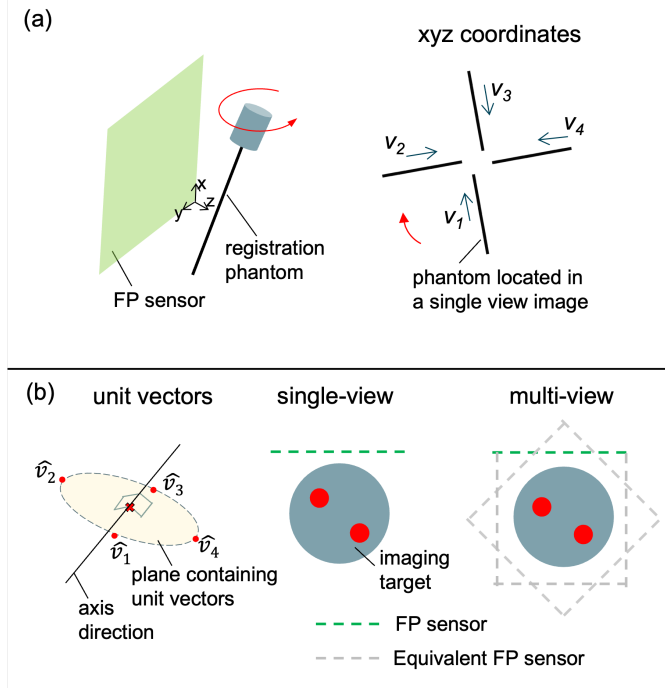 (a)
xyz coordinates
x
y
z
FP sensor
registration
phantom
v3
v2
v4
v1
phantom located in
a single view image
(b)
unit vectors
single-view
multi-view
v̂2
v̂3
v̂1
v̂4
plane containing
unit vectors
axis
direction
imaging
target
FP sensor
Equivalent FP sensor